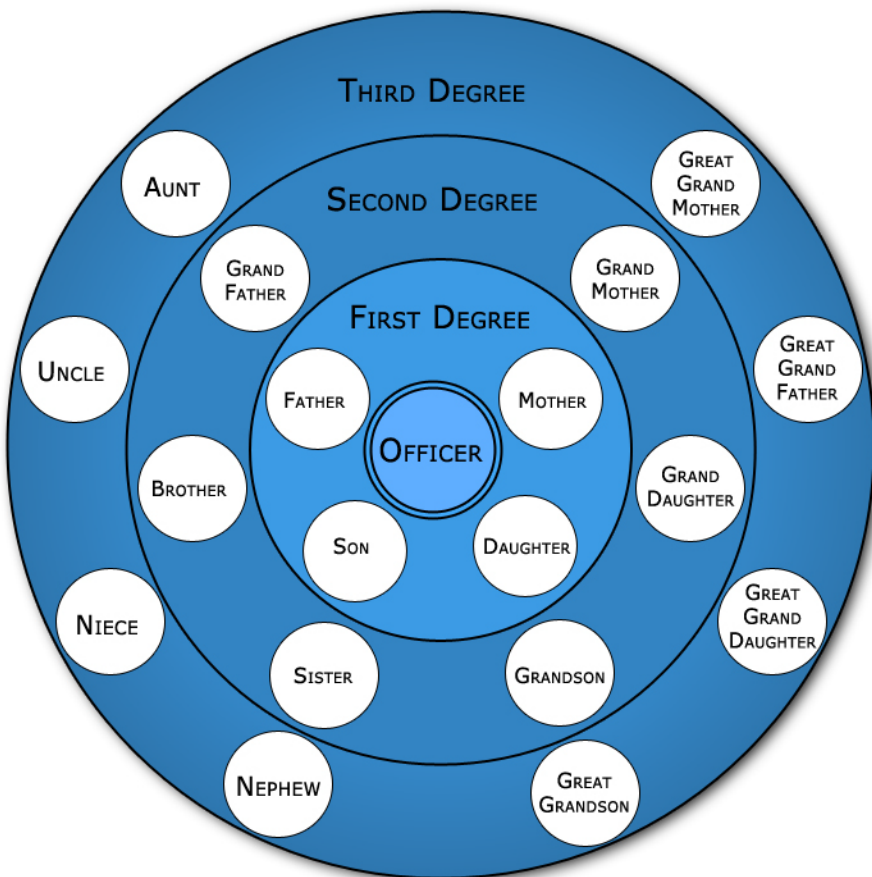 Third Degree
Aunt
Great
Grand
Mother
Second Degree
Grand
Father
Grand
Mother
First Degree
Uncle
Great
Grand
Father
Father
Mother
Officer
Brother
Grand
Daughter
Son
Daughter
Niece
Great
Grand
Daughter
Sister
Grandson
Nephew
Great
Grandson